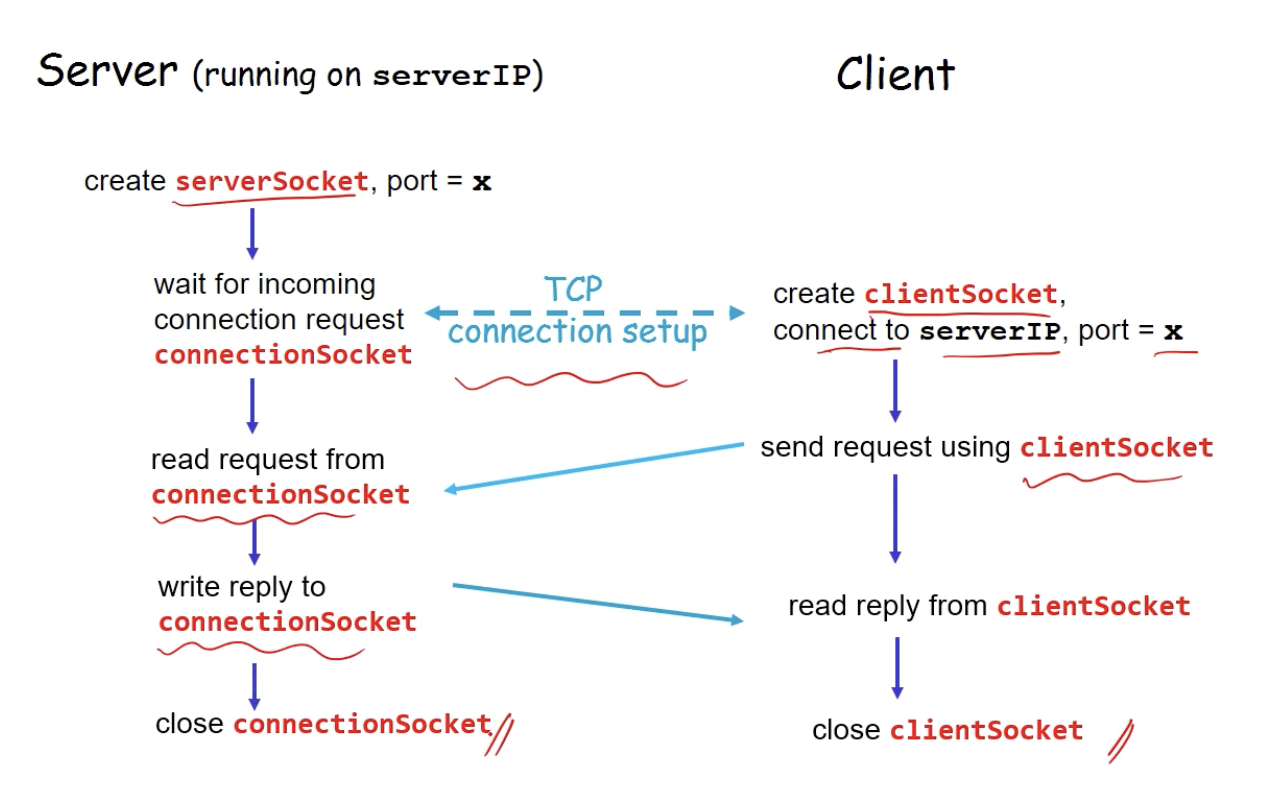 Server (running on serverIP)
Client
create serverSocket, port = x
wait for incoming
connection request
connectionSocket
TCP
connection setup
create clientSocket,
connect to serverIP, port = x
read request from
connectionSocket
send request using clientSocket
write reply to
connectionSocket
read reply from clientSocket
close connectionSocket
close clientSocket